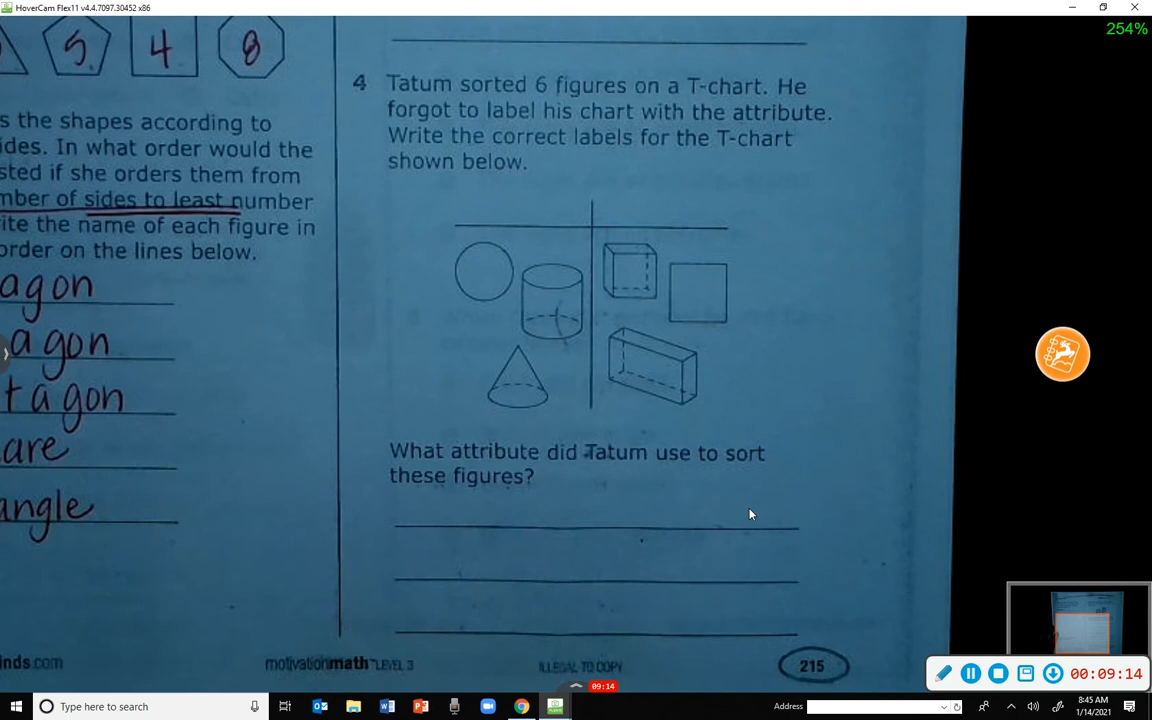 HoverCam Flex11 v4.4.7097.30452 x86
254%
5
4
8
s the shapes according to
ides. In what order would the
sted if she orders them from
mber of sides to least number
ite the name of each figure in
order on the lines below.
agon
agon
tagon
are
angle
4 Tatum sorted 6 figures on a T-chart. He
forgot to label his chart with the attribute.
Write the correct labels for the T-chart
shown below.
What attribute did Tatum use to sort
these figures?
inds.com
motivationmath™ LEVEL 3
ILLEGAL TO COPY
215
00:09:14
09:14
Type here to search
Address
8:45 AM
1/14/2021